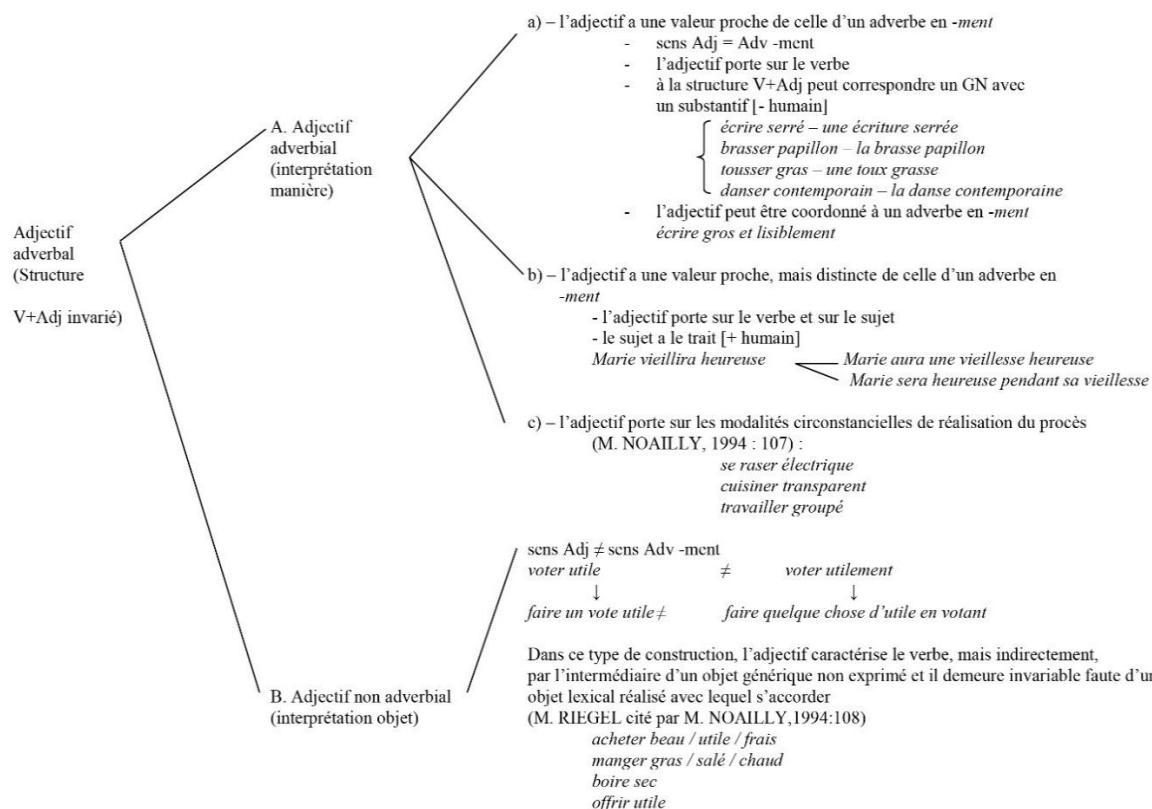 a) – l’adjectif a une valeur proche de celle d’un adverbe en -ment
- sens Adj = Adv -ment
- l’adjectif porte sur le verbe
- à la structure V+Adj peut correspondre un GN avec
un substantif [- humain]
écrire serré – une écriture serrée
brasser papillon – la brasse papillon
tousser gras – une toux grasse
danser contemporain – la danse contemporaine
- l’adjectif peut être coordonné à un adverbe en -ment
écrire gros et lisiblement
A. Adjectif
adverbial
(interprétation
manière)
Adjectif
adverbal
(Structure
V+Adj invarié)
b) – l’adjectif a une valeur proche, mais distincte de celle d’un adverbe en
-ment
- l’adjectif porte sur le verbe et sur le sujet
- le sujet a le trait [+ humain]
Marie vieillira heureuse
Marie aura une vieillesse heureuse
Marie sera heureuse pendant sa vieillesse
c) – l’adjectif porte sur les modalités circonstancielles de réalisation du procès
(M. NOAILLY, 1994 : 107) :
se raser électrique
cuisiner transparent
travailler groupé
B. Adjectif non adverbial
(interprétation objet)
sens Adj ≠ sens Adv -ment
voter utile ≠ voter utilement
↓ ↓
faire un vote utile ≠ faire quelque chose d’utile en votant
Dans ce type de construction, l’adjectif caractérise le verbe, mais indirectement,
par l’intermédiaire d’un objet générique non exprimé et il demeure invariable faute d’un
objet lexical réalisé avec lequel s’accorder
(M. RIEGEL cité par M. NOAILLY,1994:108)
acheter beau / utile / frais
manger gras / salé / chaud
boire sec
offrir utile